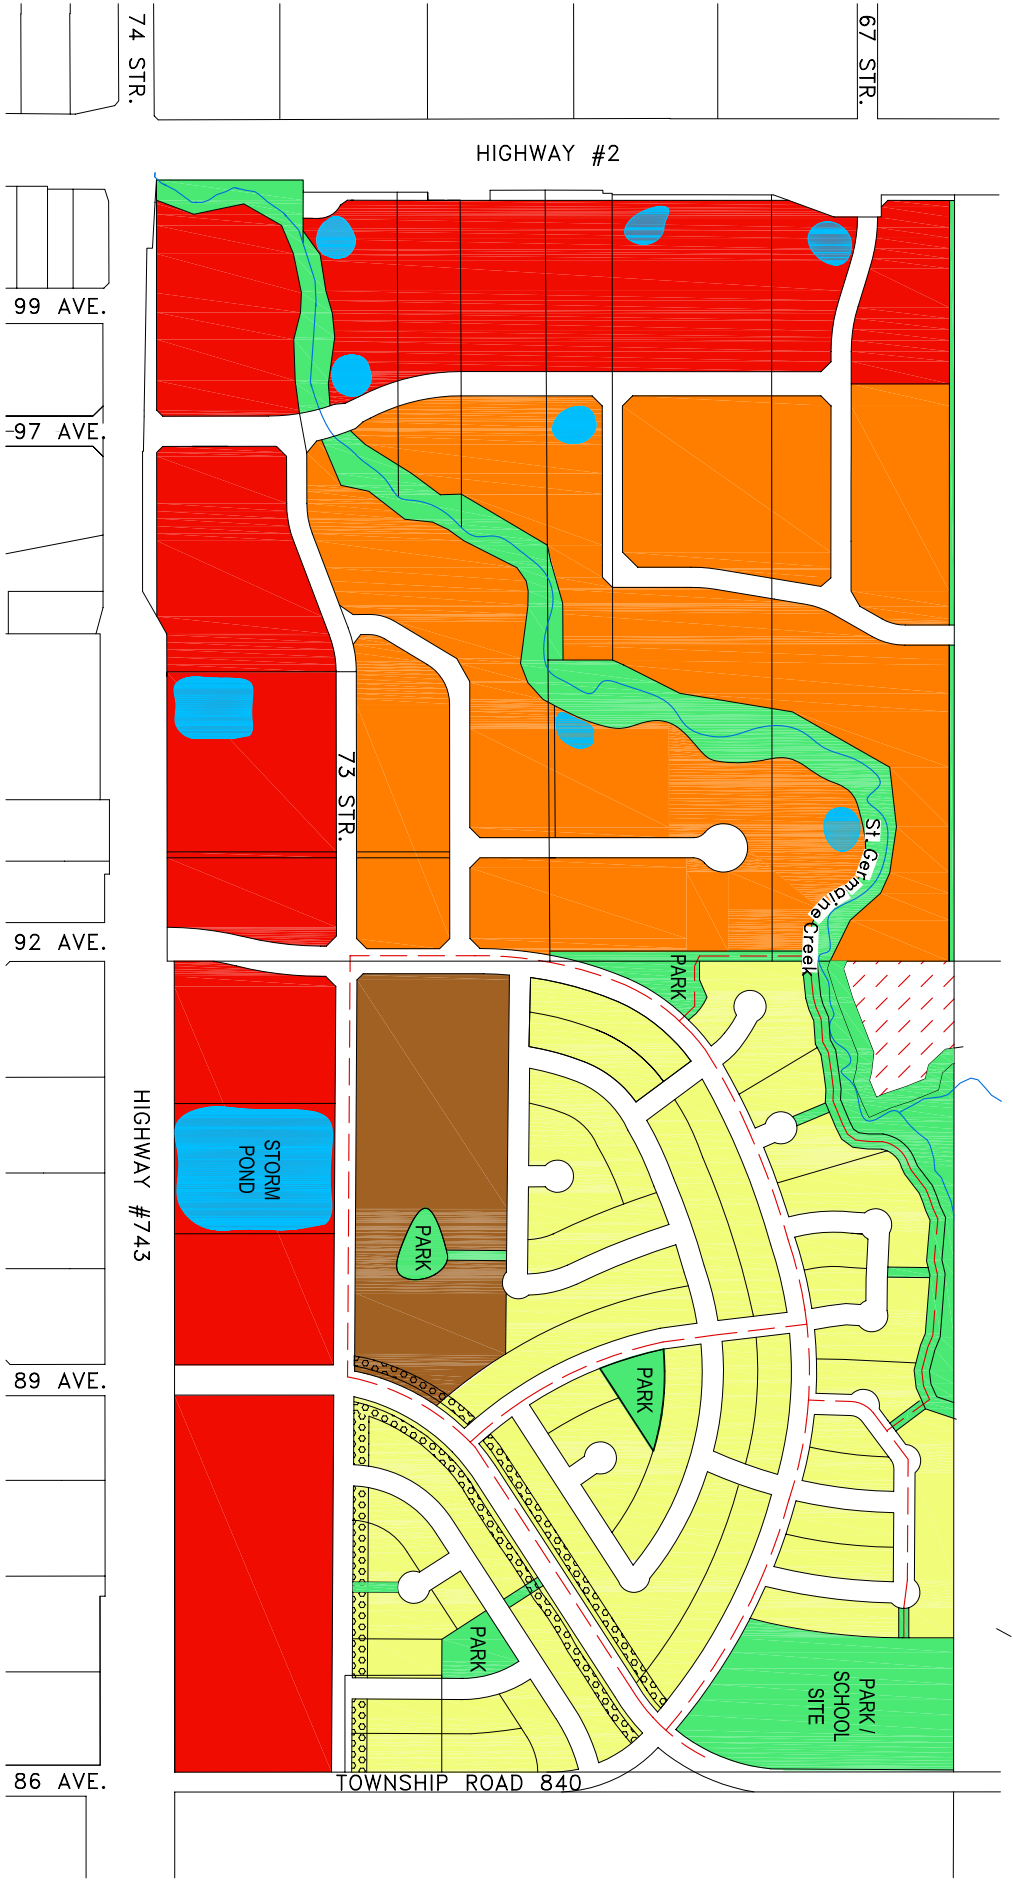 74 STR.
67 STR.
HIGHWAY #2
99 AVE.
97 AVE.
73 STR.
St. Germaine Creek
92 AVE.
PARK
HIGHWAY #743
STORM
POND
PARK
89 AVE.
PARK
PARK
PARK /
SCHOOL
SITE
86 AVE.
TOWNSHIP ROAD 840